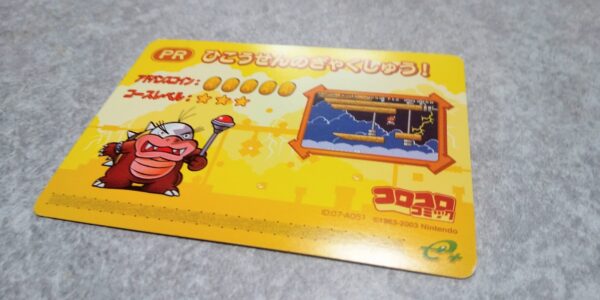 PR ひこうせんのぎゃくしゅう!
アドバンスコイン:
コースレベル: ★★★
コロコロ
コミック
ID:07-A051
©1983-2003 Nintendo
e+